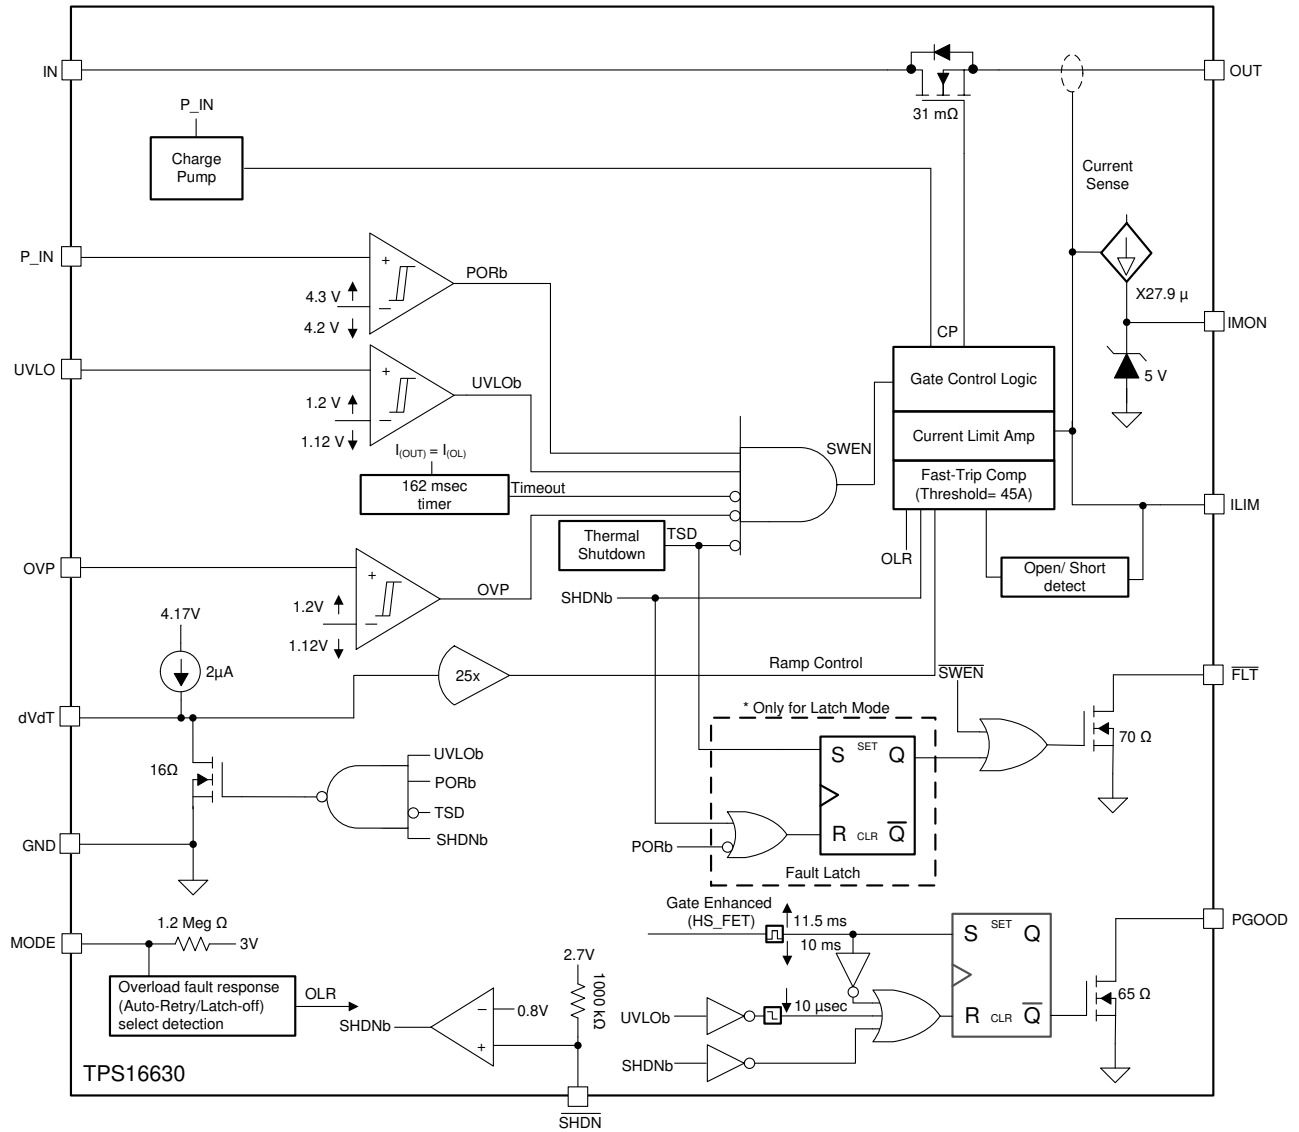 IN
OUT
31 mΩ
P_IN
Charge
Pump
Current
Sense
P_IN
+
−
PORb
4.3 V
4.2 V
X27.9 µ
CP
IMON
UVLO
+
−
UVLOb
1.2 V
1.12 V
Gate Control Logic
5 V
Current Limit Amp
SWEN
I(OUT) = I(OL)
162 msec
timer
Timeout
Fast-Trip Comp
(Threshold= 45A)
ILIM
Thermal
Shutdown
TSD
OLR
Open/ Short
detect
OVP
+
−
OVP
1.2V
1.12V
SHDNb
4.17V
2µA
25x
Ramp Control
SWEN
FLT
dVdT
* Only for Latch Mode
S
SET
Q
70 Ω
16Ω
UVLOb
PORb
TSD
SHDNb
R
CLR
Q
PORb
GND
Fault Latch
Gate Enhanced
(HS_FET)
11.5 ms
10 ms
PGOOD
MODE
1.2 Meg Ω
3V
S
SET
Q
2.7V
1000 kΩ
Overload fault response
(Auto-Retry/Latch-off)
select detection
OLR
−
0.8V
SHDNb
+
UVLOb
10 µsec
65 Ω
R
CLR
Q
SHDNb
TPS16630
SHDN